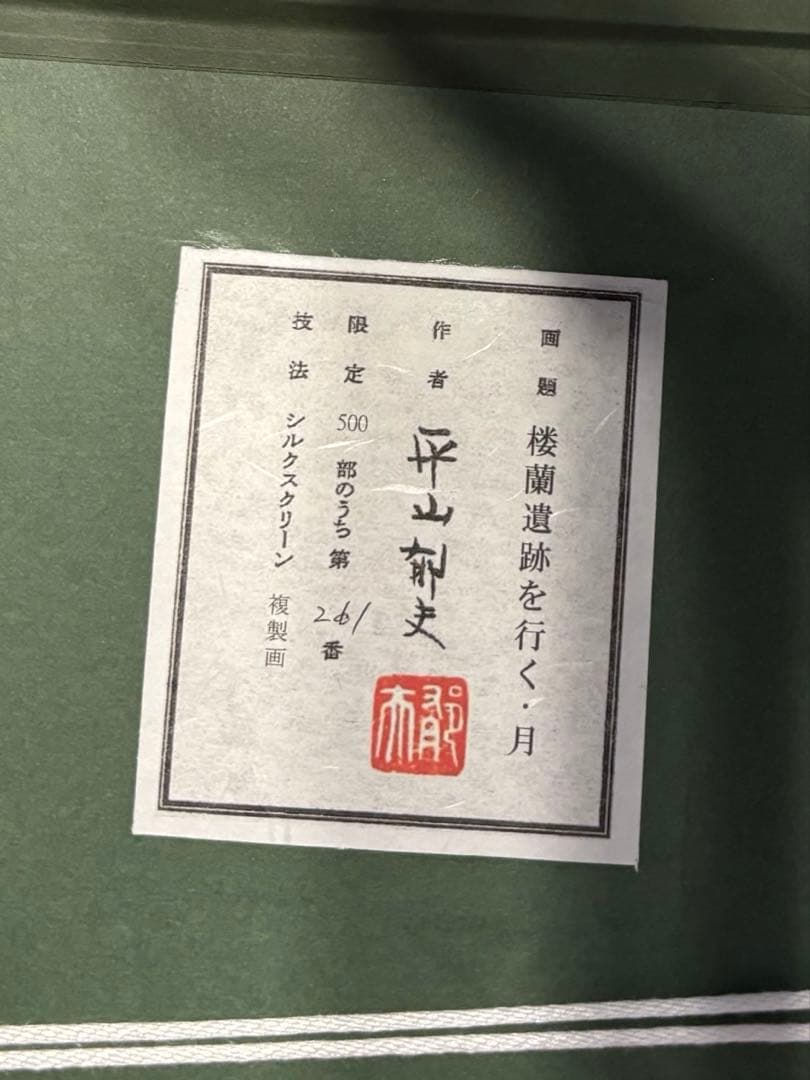 画題 楼蘭遺跡を行く・月
作者 平山郁夫
限定 500 部のうち第 261 番
技法 シルクスクリーン 複製画
郁夫